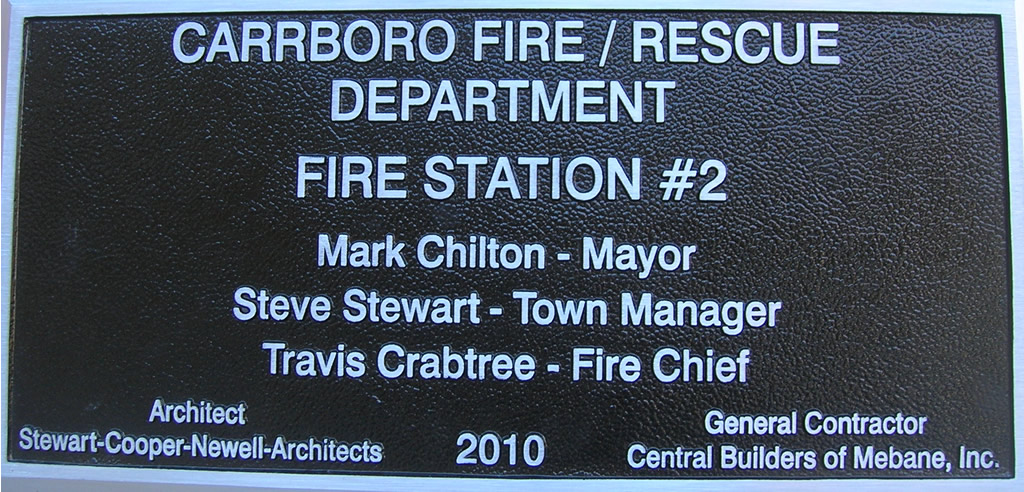 CARRBORO FIRE / RESCUE
DEPARTMENT
FIRE STATION #2
Mark Chilton - Mayor
Steve Stewart - Town Manager
Travis Crabtree - Fire Chief
Architect
Stewart-Cooper-Newell-Architects
2010
General Contractor
Central Builders of Mebane, Inc.